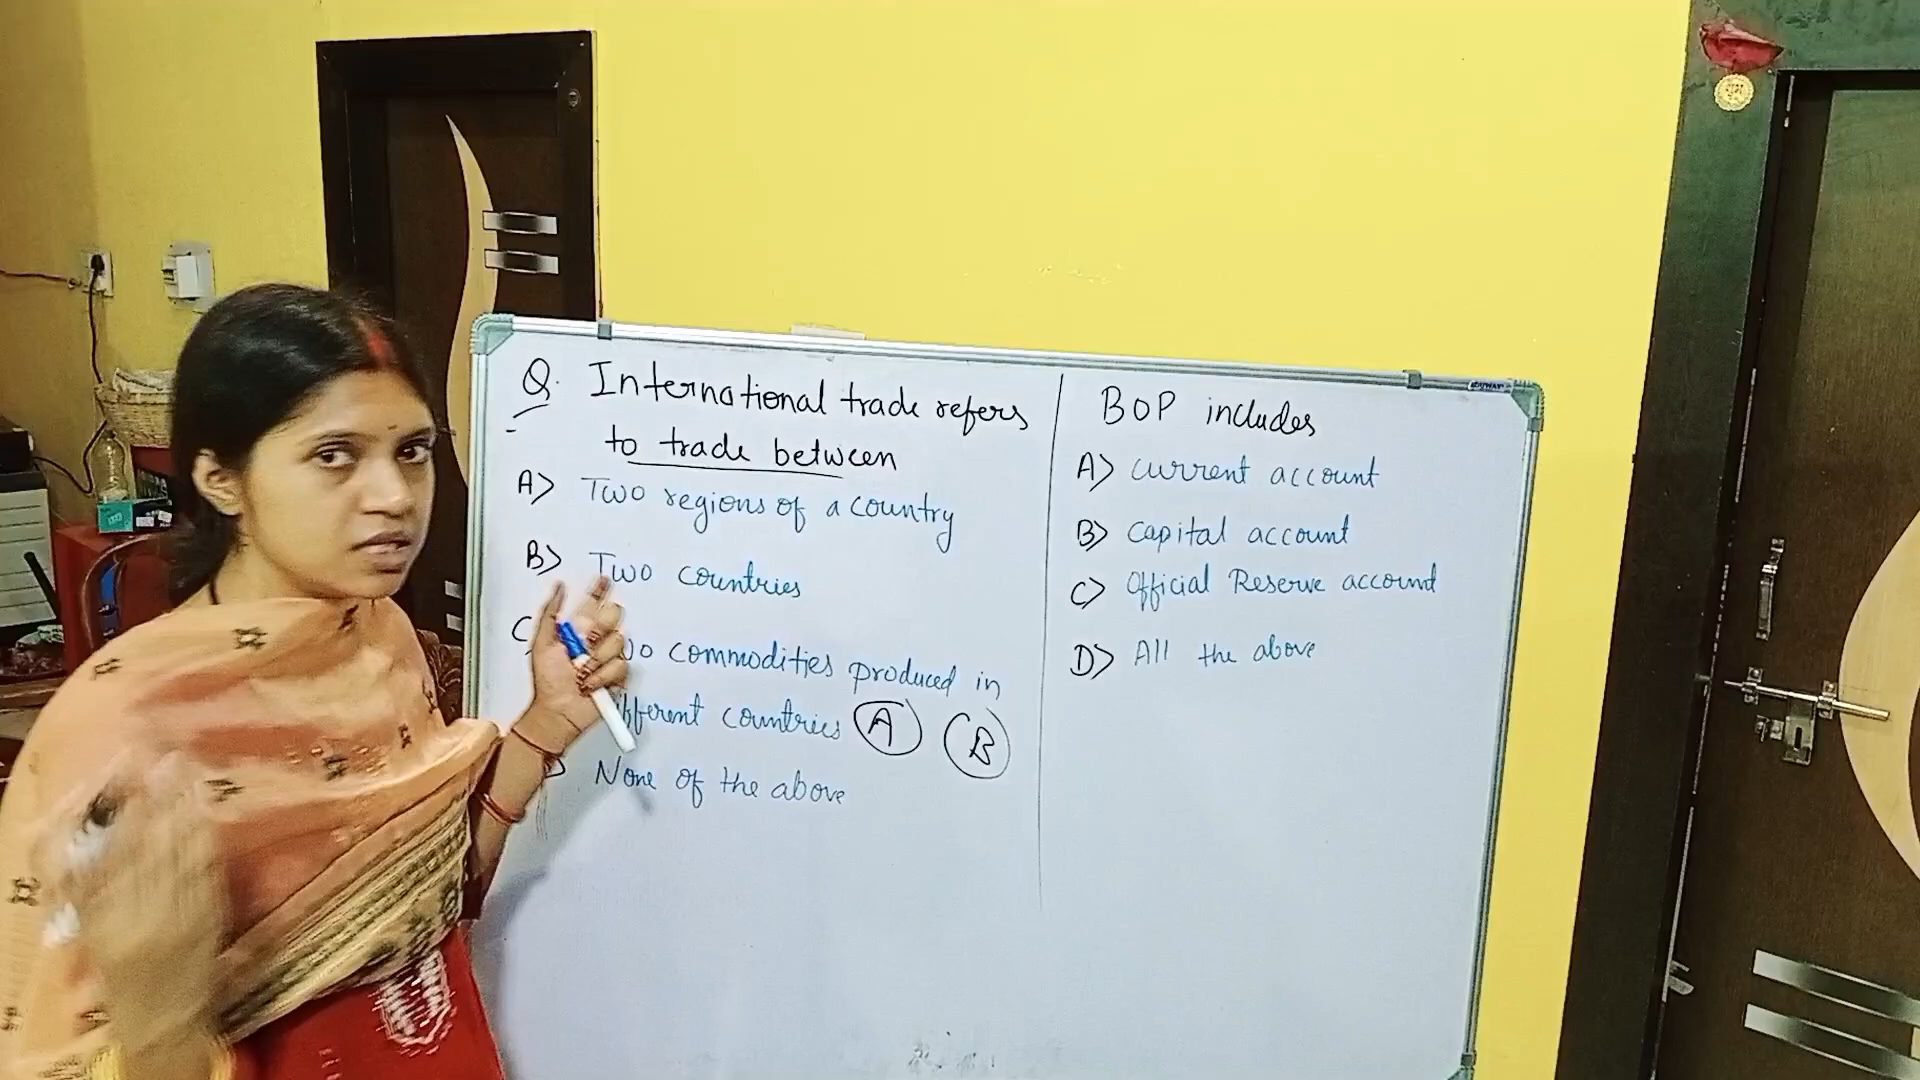 Q. International trade refers
to trade between
A> Two regions of a country
B> Two countries
C commodities produced in
different countries A B
None of the above
BOP includes
A> current account
B> Capital account
C> Official Reserve account
D> All the above